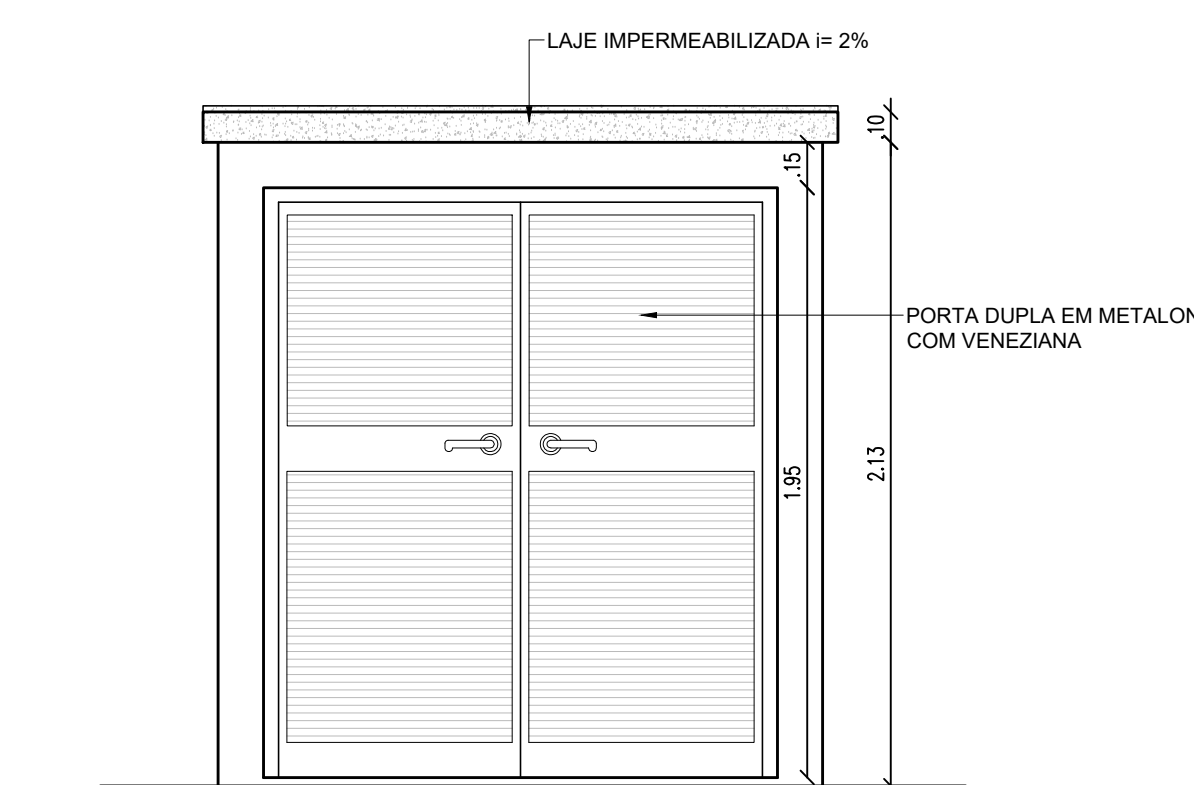 LAJE IMPERMEABILIZADA i= 2%
.10
.15
PORTA DUPLA EM METALON
COM VENEZIANA
1.95
2.13